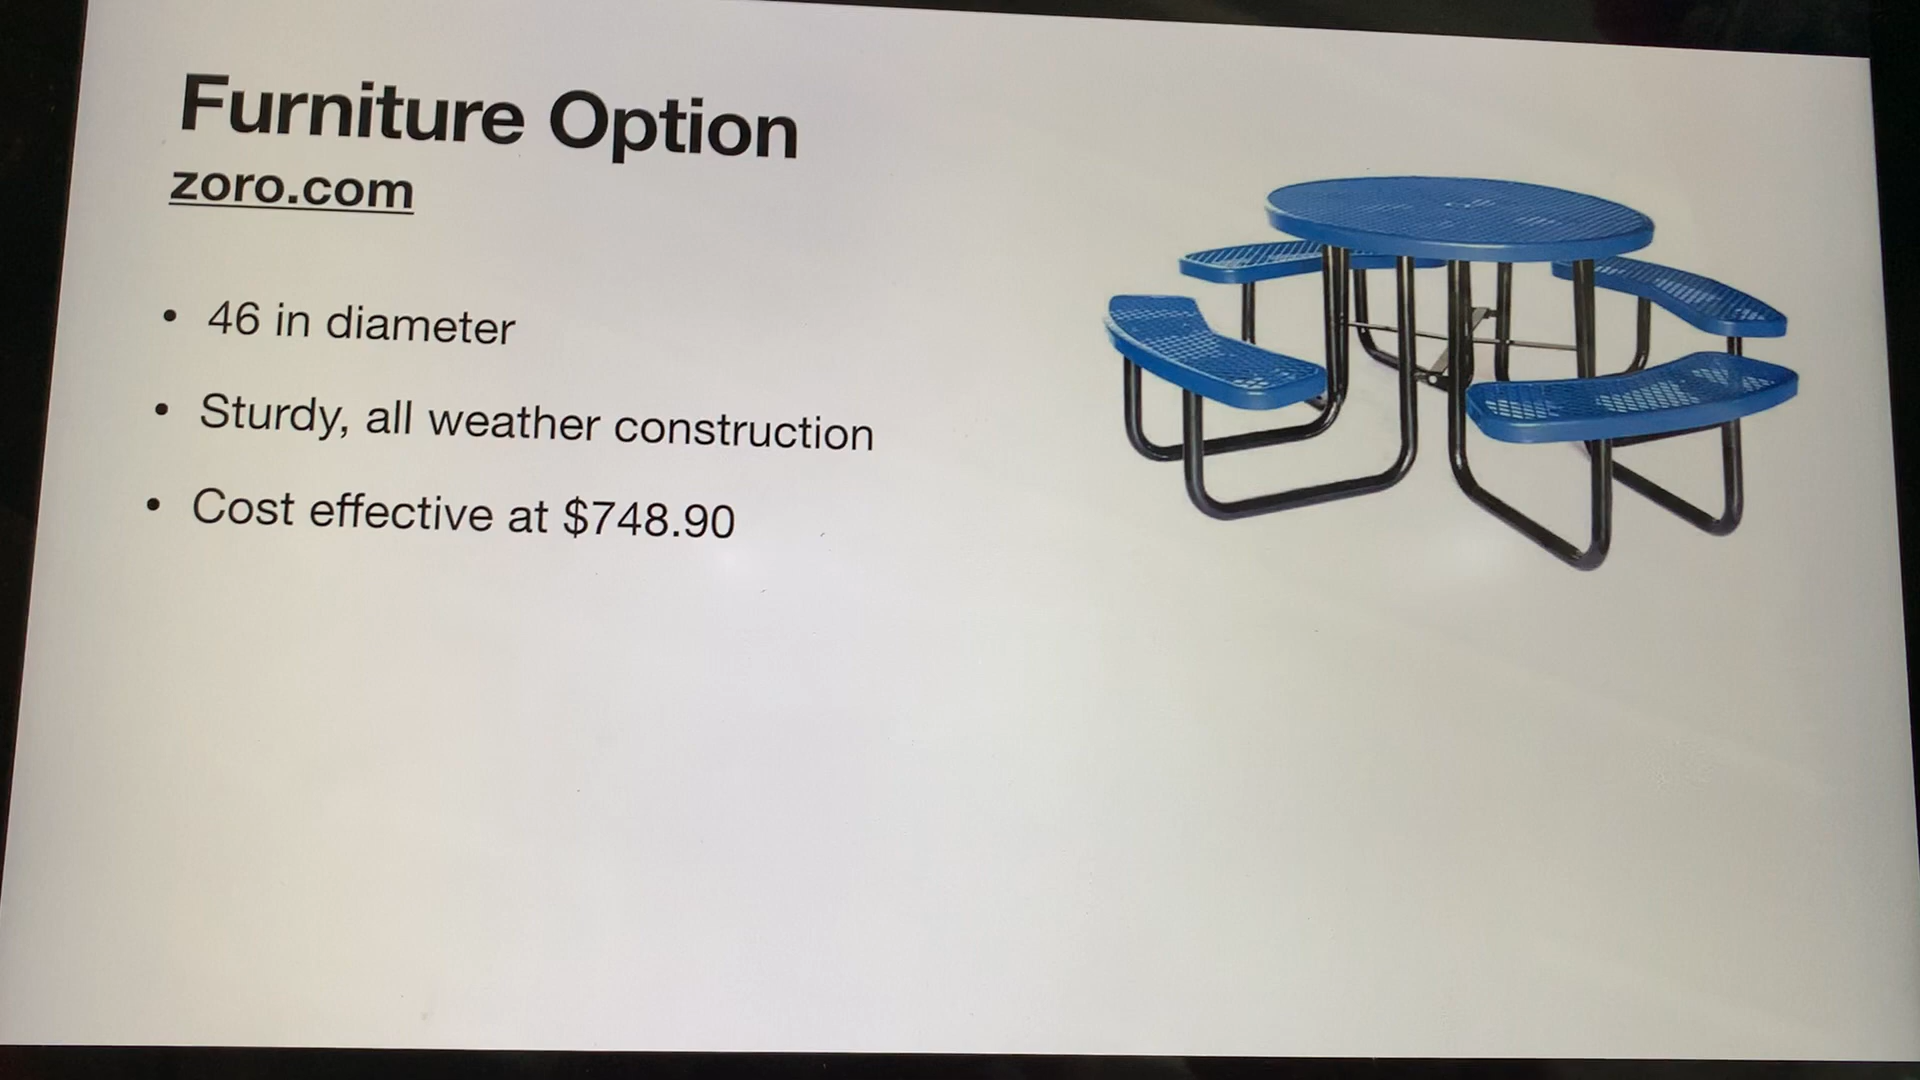 Furniture Option
zoro.com
• 46 in diameter
• Sturdy, all weather construction
• Cost effective at $748.90